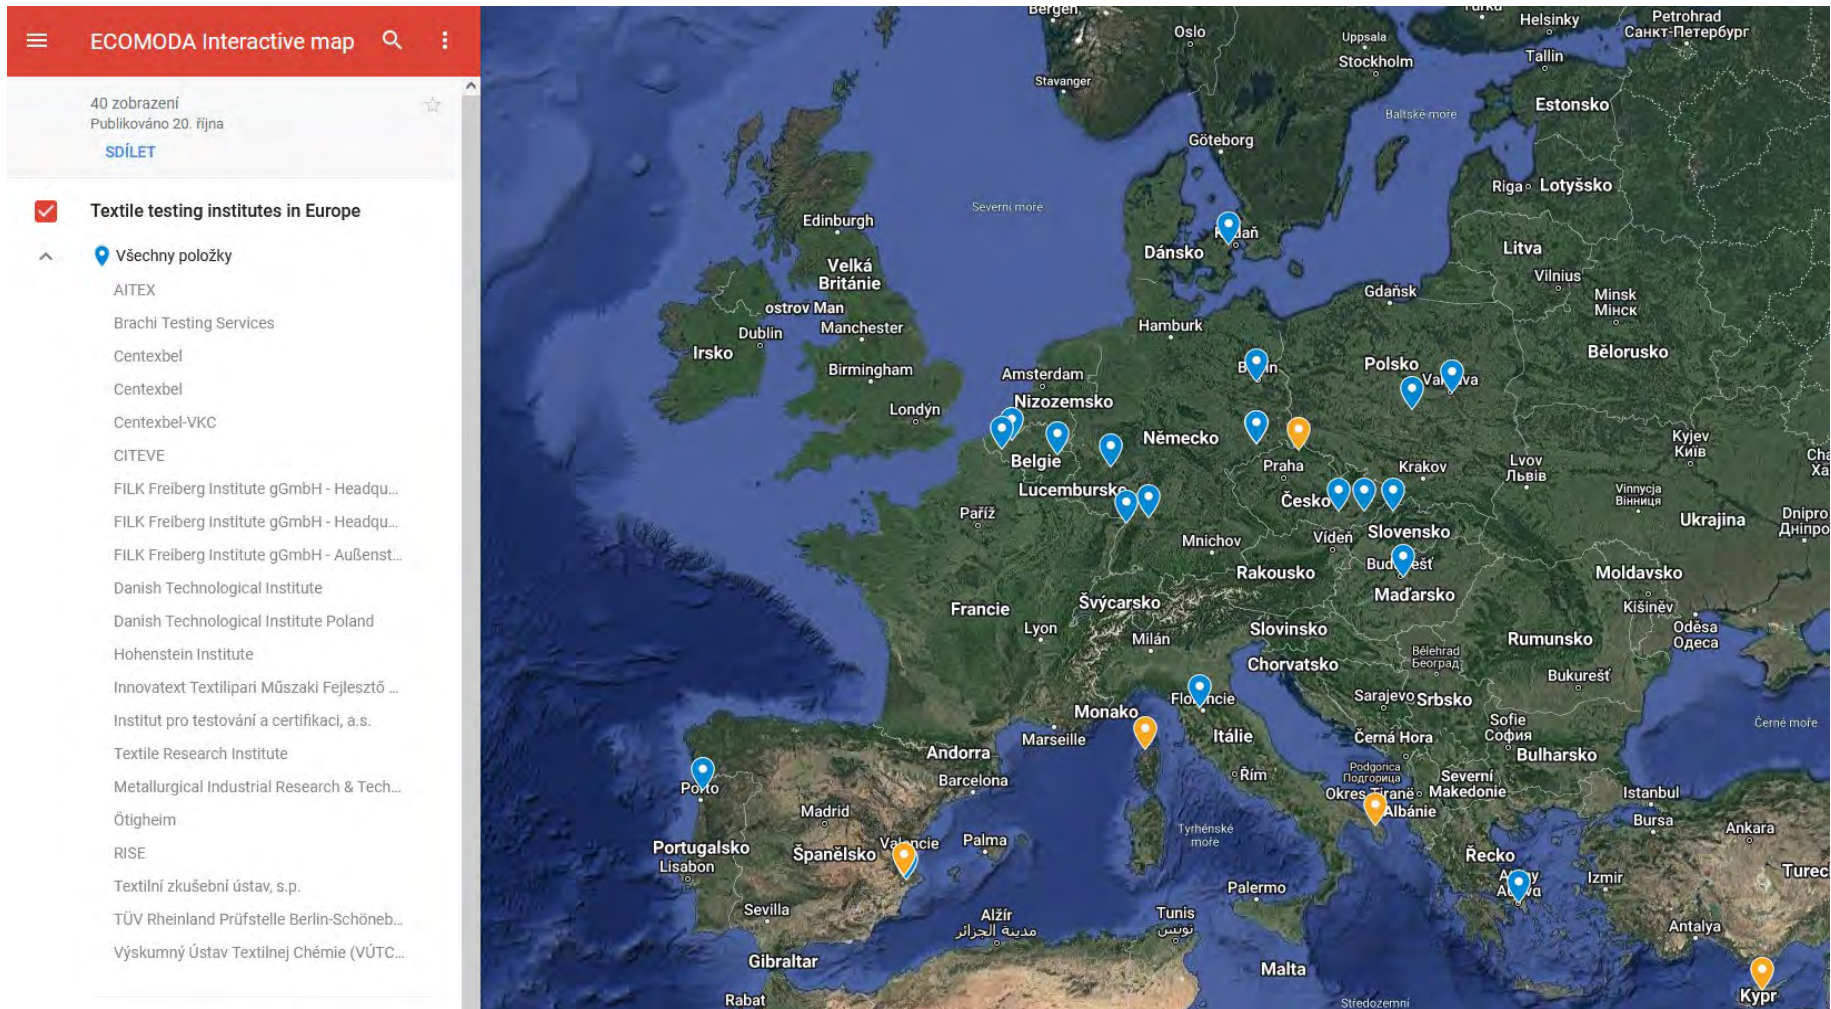 ECOMODA Interactive map
40 zobrazení
Publikováno 20. října
SDÍLET
Textile testing institutes in Europe
Všechny položky
AITEX
Brachi Testing Services
Centexbel
Centexbel
Centexbel-VKC
CITEVE
FILK Freiberg Institute gGmbH - Headqu...
FILK Freiberg Institute gGmbH - Headqu...
FILK Freiberg Institute gGmbH - Außenst...
Danish Technological Institute
Danish Technological Institute Poland
Hohenstein Institute
Innovatext Textilipari Műszaki Fejlesztő ...
Institut pro testování a certifikaci, a.s.
Textile Research Institute
Metallurgical Industrial Research & Tech...
Ötigheim
RISE
Textilní zkušební ústav, s.p.
TÜV Rheinland Prüfstelle Berlin-Schöneb...
Výskumný Ústav Textilnej Chémie (VÚTC...
Bergen
Oslo
Uppsala
Stockholm
Helsinky
Petrohrad
Санкт-Петербург
Tallin
Stavanger
Estonsko
Baltské moře
Göteborg
Riga
Lotyšsko
Severní moře
Edinburgh
Dánsko
Litva
Velká
Británie
Vilnius
Gdaňsk
Minsk
Мінск
ostrov Man
Dublin
Manchester
Hamburk
Irsko
Bělorusko
Birmingham
Amsterdam
Polsko
Nizozemsko
Londýn
Německo
Kyjev
Київ
Belgie
Praha
Krakov
Lvov
Львів
Lucembursko
Česko
Vinnycja
Вінниця
Paříž
Ukrajina
Dnipro
Дніпро
Mnichov
Vídeň
Slovensko
Rakousko
Moldavsko
Maďarsko
Francie
Švýcarsko
Kišiněv
Lyon
Milán
Slovinsko
Rumunsko
Oděsa
Одеса
Chorvatsko
Bělehrad
Београд
Bukurešť
Sarajevo
Srbsko
Monako
Marseille
Itálie
Černá Hora
Sofie
София
Černé moře
Andorra
Bulharsko
Barcelona
Řím
Podgorica
Подгорица
Severní
Makedonie
Okres Tiranë
Istanbul
Porto
Madrid
Albánie
Bursa
Ankara
Palma
Tyrhénské
moře
Portugalsko
Lisabon
Španělsko
Řecko
Izmir
Palermo
Sevilla
Alžír
مدينة الجزائر
Tunis
تونس
Antalya
Gibraltar
Malta
Rabat
Středozemní
Kypr